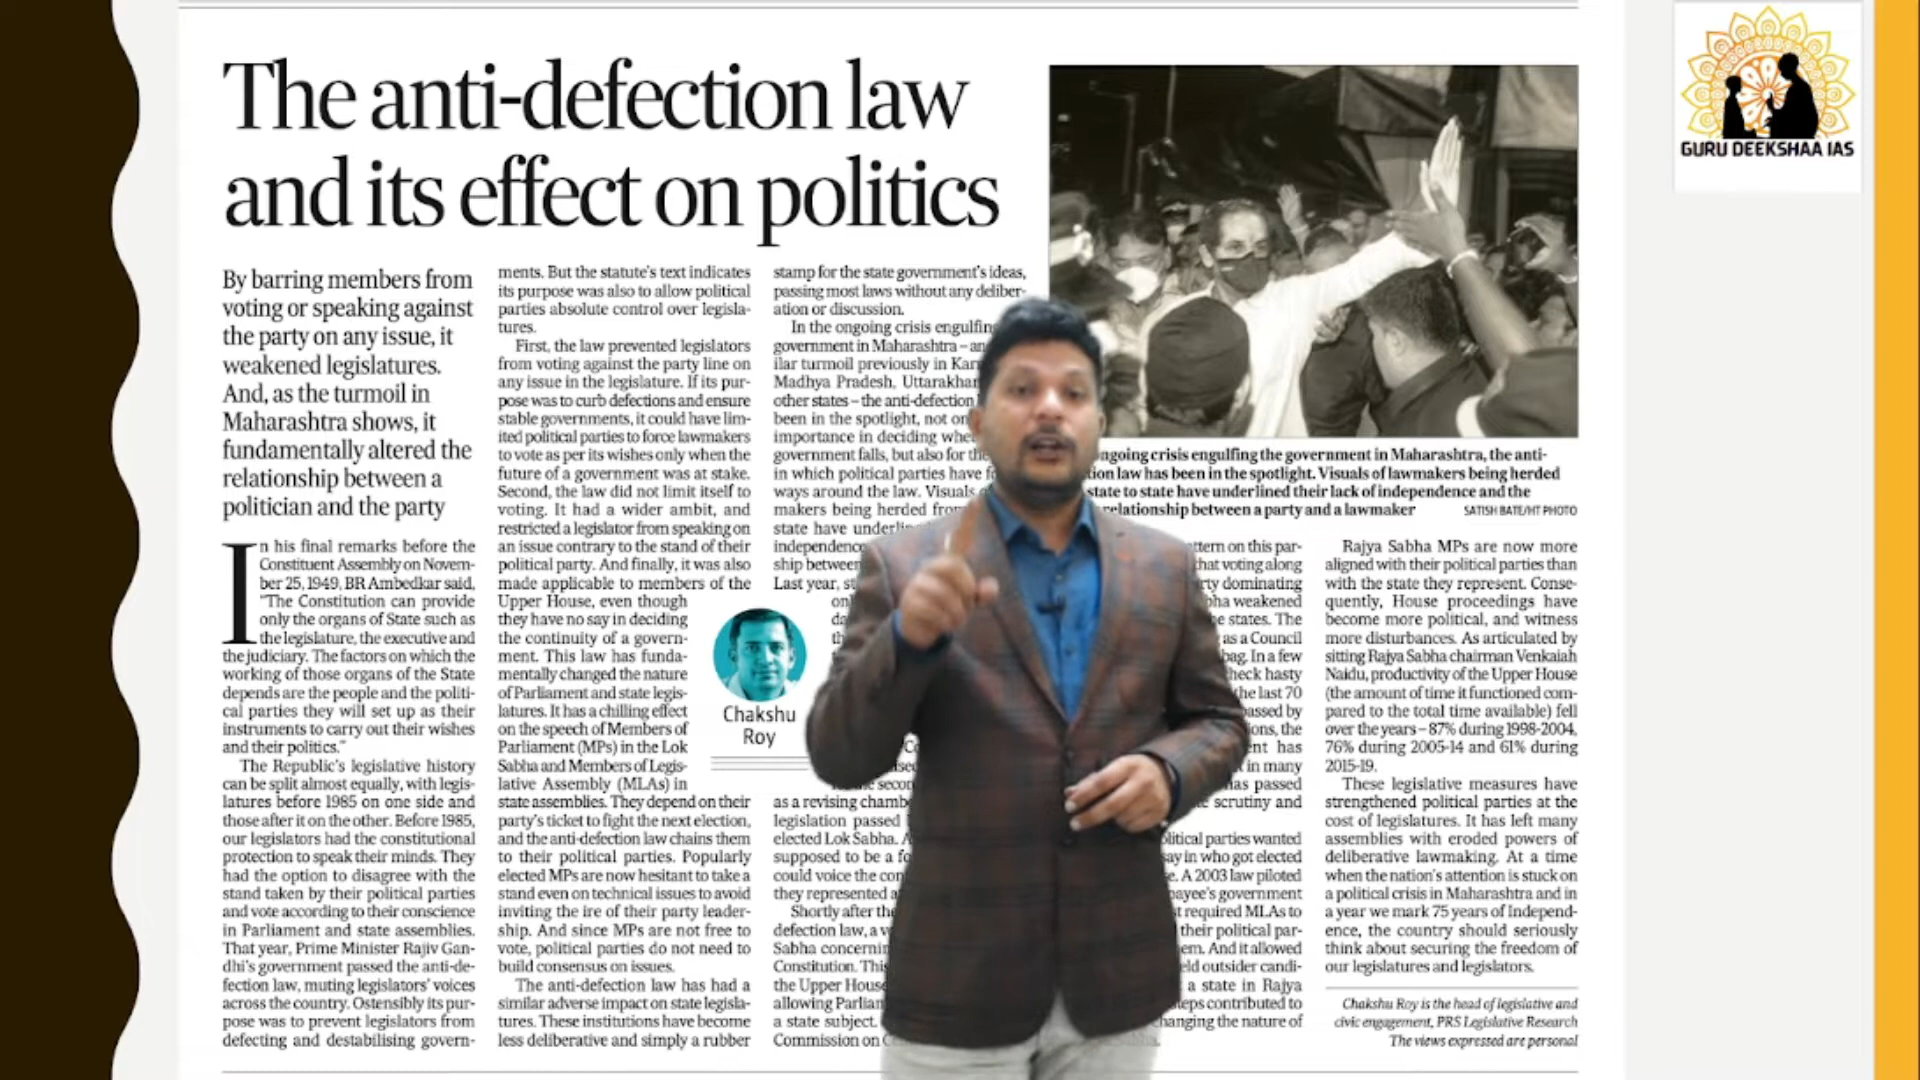 The anti-defection law
and its effect on politics
GURU DEEKSHAA IAS
By barring members from
voting or speaking against
the party on any issue, it
weakened legislatures.
And, as the turmoil in
Maharashtra shows, it
fundamentally altered the
relationship between a
politician and the party
In his final remarks before the
Constituent Assembly on Novem-
ber 25, 1949, BR Ambedkar said,
"The Constitution can provide
only the organs of State such as
the legislature, the executive and
the judiciary. The factors on which the
working of those organs of the State
depends are the people and the politi-
cal parties they will set up as their
instruments to carry out their wishes
and their politics."
The Republic's legislative history
can be split almost equally, with legis-
latures before 1985 on one side and
those after it on the other. Before 1985,
our legislators had the constitutional
protection to speak their minds. They
had the option to disagree with the
stand taken by their political parties
and vote according to their conscience
in Parliament and state assemblies.
That year, Prime Minister Rajiv Gan-
dhi's government passed the anti-de-
fection law, muting legislators' voices
across the country. Ostensibly its pur-
pose was to prevent legislators from
defecting and destabilising govern-
ments. But the statute's text indicates
its purpose was also to allow political
parties absolute control over legisla-
tures.
First, the law prevented legislators
from voting against the party line on
any issue in the legislature. If its pur-
pose was to curb defections and ensure
stable governments, it could have lim-
ited political parties to force lawmakers
to vote as per its wishes only when the
future of a government was at stake.
Second, the law did not limit itself to
voting. It had a wider ambit, and
restricted a legislator from speaking on
an issue contrary to the stand of their
political party. And finally, it was also
made applicable to members of the
Upper House, even though
they have no say in deciding
the continuity of a govern-
ment. This law has funda-
mentally changed the nature
of Parliament and state legis-
latures. It has a chilling effect
on the speech of Members of
Parliament (MPs) in the Lok
Sabha and Members of Legis-
lative Assembly (MLAs) in
state assemblies. They depend on their
party's ticket to fight the next election,
and the anti-defection law chains them
to their political parties. Popularly
elected MPs are now hesitant to take a
stand even on technical issues to avoid
inviting the ire of their party leader-
ship. And since MPs are not free to
vote, political parties do not need to
build consensus on issues.
The anti-defection law has had a
similar adverse impact on state legisla-
tures. These institutions have become
less deliberative and simply a rubber
Chakshu
Roy
stamp for the state government's ideas,
passing most laws without any deliber-
ation or discussion.
In the ongoing crisis engulfing
government in Maharashtra – an
ilar turmoil previously in Kar
Madhya Pradesh, Uttarakhan
other states – the anti-defection
been in the spotlight, not on
importance in deciding whe
government falls, but also for the
in which political parties have f
ways around the law. Visuals
makers being herded from
state have underli
independence
ship between
Last year, s
on
da
th
secon
as a revising chamb
legislation passed
elected Lok Sabha. A
supposed to be a fo
could voice the con
they represented a
Shortly after the
defection law, a v
Sabha concernin
Constitution. This
the Upper House
allowing Parliam
a state subject.
Commission on
ngoing crisis engulfing the government in Maharashtra, the anti-
tion law has been in the spotlight. Visuals of lawmakers being herded
state to state have underlined their lack of independence and the
relationship between a party and a lawmaker
SATISH BATE/HT PHOTO
ttern on this par-
that voting along
rty dominating
bha weakened
e states. The
as a Council
bag. In a few
heck hasty
the last 70
passed by
ions, the
ent has
in many
has passed
scrutiny and
olitical parties wanted
say in who got elected
e. A 2003 law piloted
payee's government
t required MLAs to
their political par-
em. And it allowed
eld outsider candi-
a state in Rajya
teps contributed to
hanging the nature of
Rajya Sabha MPs are now more
aligned with their political parties than
with the state they represent. Conse-
quently, House proceedings have
become more political, and witness
more disturbances. As articulated by
sitting Rajya Sabha chairman Venkaiah
Naidu, productivity of the Upper House
(the amount of time it functioned com-
pared to the total time available) fell
over the years – 87% during 1998-2004,
76% during 2005-14 and 61% during
2015-19.
These legislative measures have
strengthened political parties at the
cost of legislatures. It has left many
assemblies with eroded powers of
deliberative lawmaking. At a time
when the nation's attention is stuck on
a political crisis in Maharashtra and in
a year we mark 75 years of Independ-
ence, the country should seriously
think about securing the freedom of
our legislatures and legislators.
Chakshu Roy is the head of legislative and
civic engagement, PRS Legislative Research
The views expressed are personal